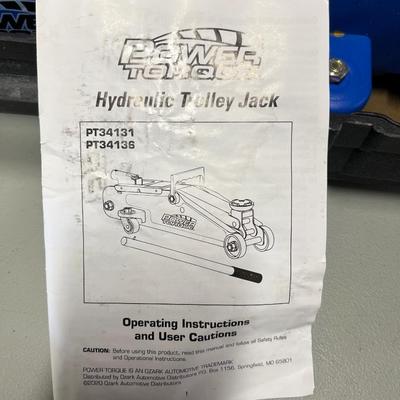 POWER
TORQUE
Hydraulic Trolley Jack
PT34131
PT34136
POWER
TORQUE
Operating Instructions
and User Cautions
CAUTION: Before using this product, read this manual and follow all Safety Rules
and Operational Instructions.
POWER TORQUE IS AN OZARK AUTOMOTIVE TRADEMARK
Distributed by Ozark Automotive Distributors P.O. Box 1156, Springfield, MO 65801
©2020 Ozark Automotive Distributors
1